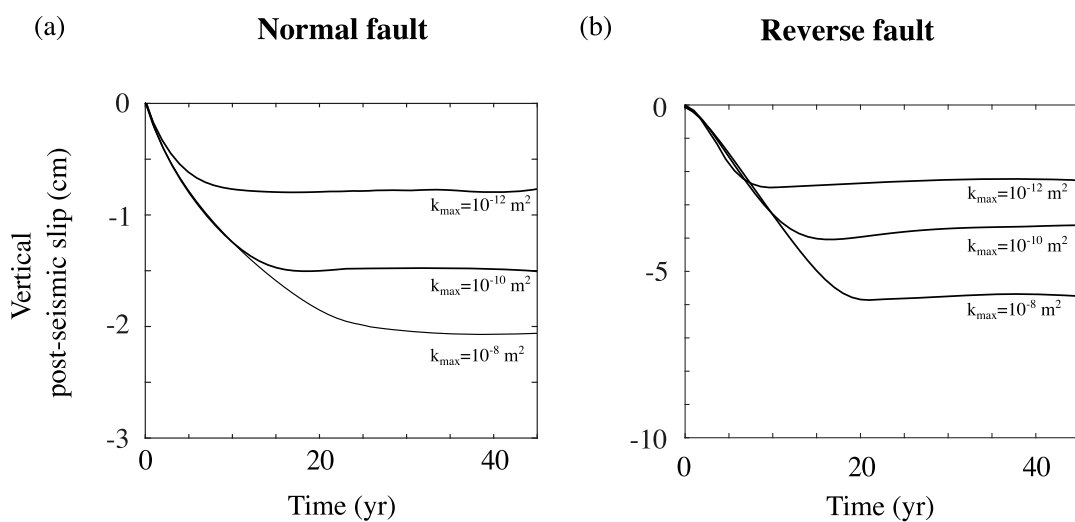 (a) Normal fault
(b) Reverse fault
Vertical
post-seismic slip (cm)
0
-1
-2
-3
k_max=10^-12 m^2
k_max=10^-10 m^2
k_max=10^-8 m^2
0 20 40
Time (yr)
0
-5
-10
k_max=10^-12 m^2
k_max=10^-10 m^2
k_max=10^-8 m^2
0 20 40
Time (yr)